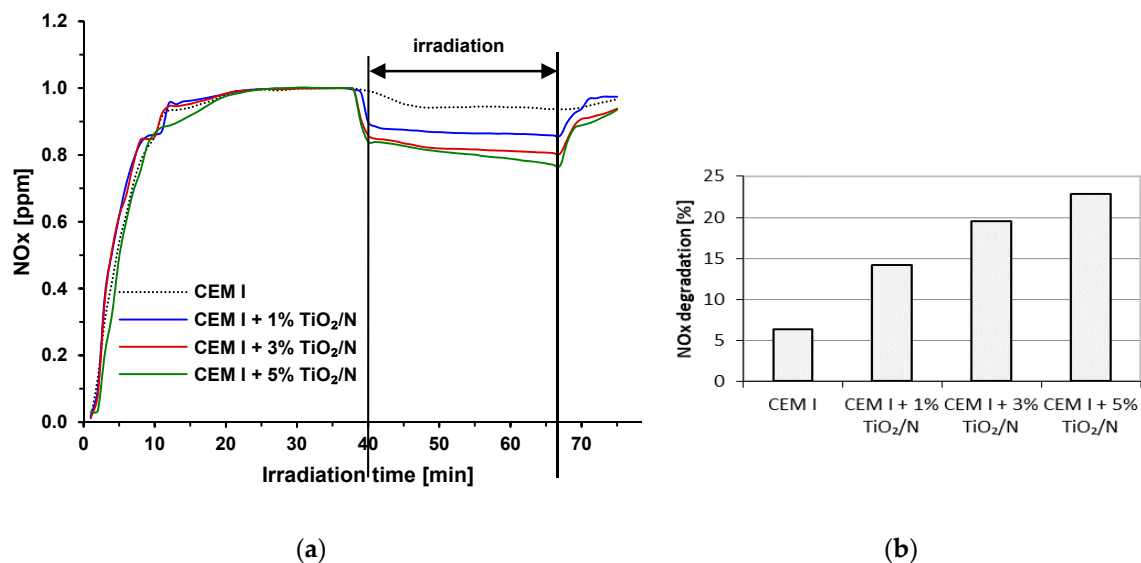 irradiation
1.2
1.0
0.8
0.6
0.4
0.2
0.0
NOx [ppm]
CEM I
CEM I + 1% TiO₂/N
CEM I + 3% TiO₂/N
CEM I + 5% TiO₂/N
0 10 20 30 40 50 60 70
Irradiation time [min]
(a)
25
20
15
10
5
0
NOx degradation [%]
CEM I CEM I + 1% CEM I + 3% CEM I + 5%
TiO₂/N TiO₂/N TiO₂/N
(b)